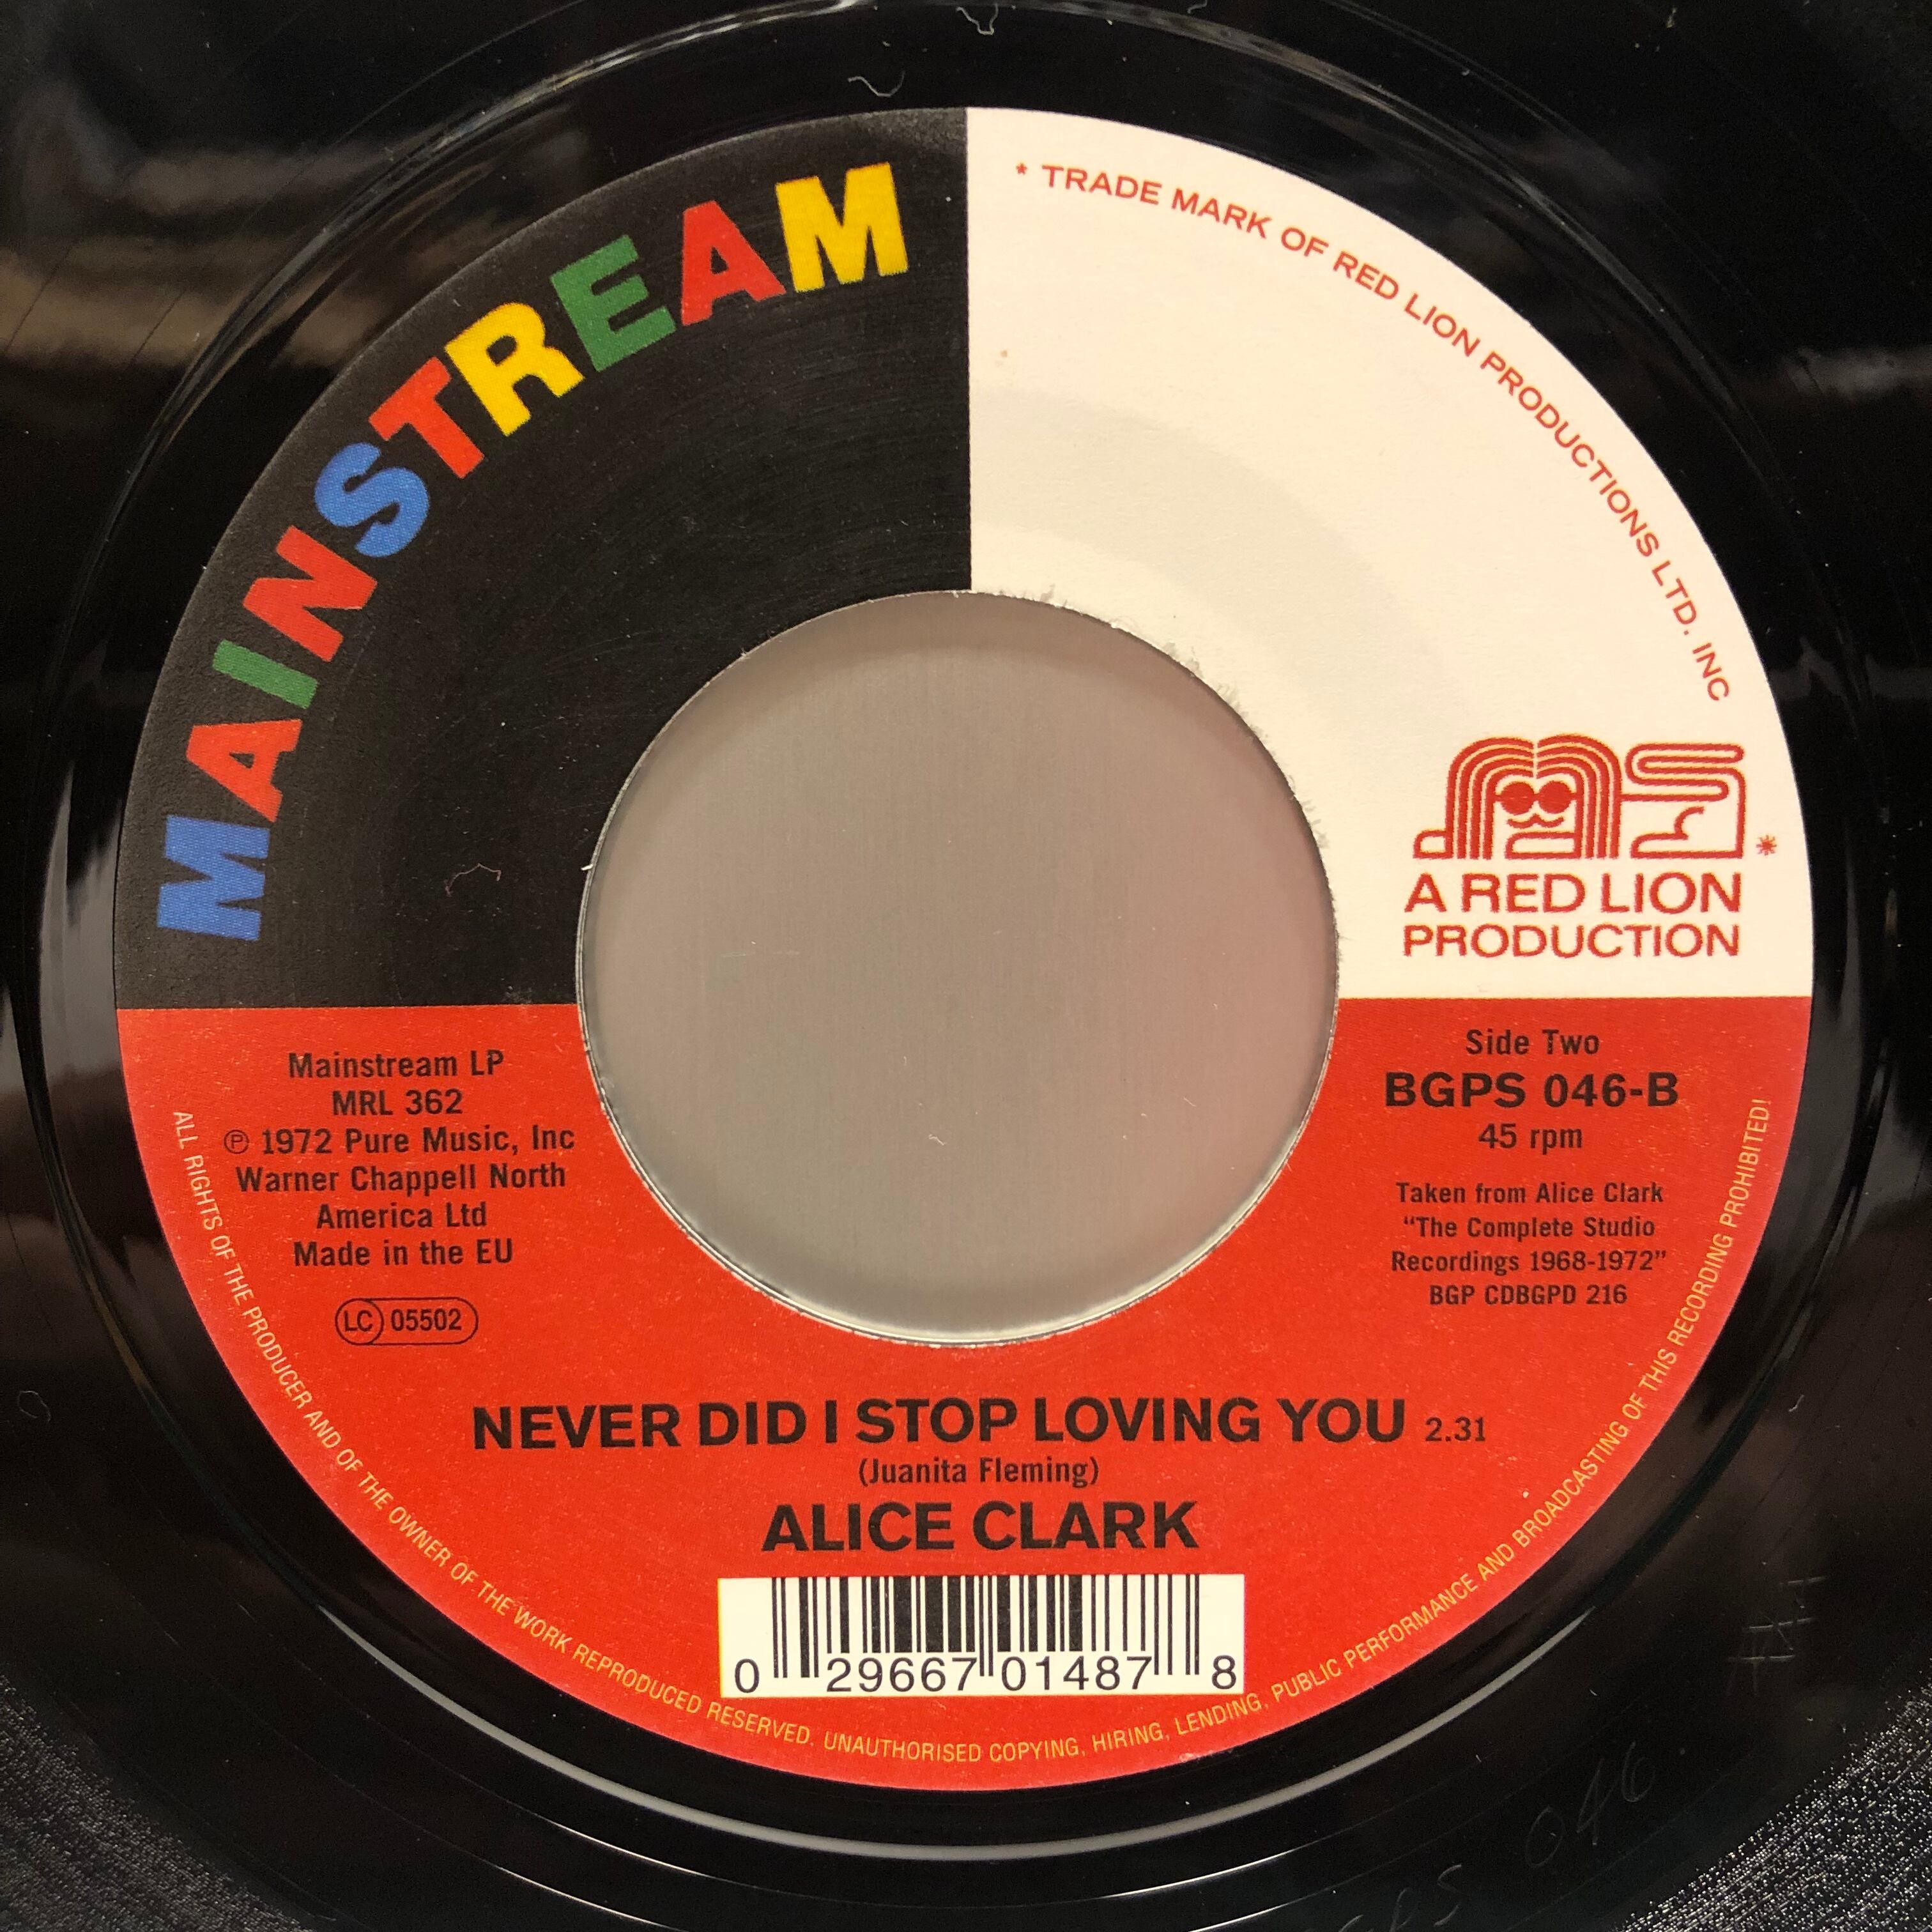 MAINSTREAM
* TRADE MARK OF RED LION PRODUCTIONS LTD. INC
ms*
A RED LION
PRODUCTION
Mainstream LP
MRL 362
℗ 1972 Pure Music, Inc
Warner Chappell North
America Ltd
Made in the EU
LC 05502
Side Two
BGPS 046-B
45 rpm
Taken from Alice Clark
“The Complete Studio
Recordings 1968-1972”
BGP CDBGPD 216
NEVER DID I STOP LOVING YOU 2.31
(Juanita Fleming)
ALICE CLARK
0 29667 01487 8
ALL RIGHTS OF THE PRODUCER AND OF THE OWNER OF THE WORK REPRODUCED RESERVED. UNAUTHORISED COPYING, HIRING, LENDING, PUBLIC PERFORMANCE AND BROADCASTING OF THIS RECORDING PROHIBITED!
046